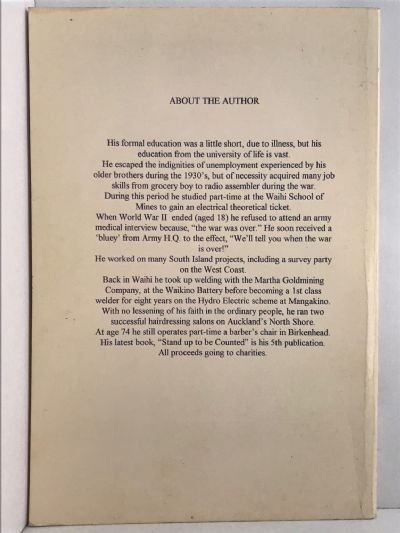 ABOUT THE AUTHOR
His formal education was a little short, due to illness, but his
education from the university of life is vast.
He escaped the indignities of unemployment experienced by his
older brothers during the 1930's, but of necessity acquired many job
skills from grocery boy to radio assembler during the war.
During this period he studied part-time at the Waihi School of
Mines to gain an electrical theoretical ticket.
When World War II ended (aged 18) he refused to attend an army
medical interview because, "the war was over." He soon received a
'bluey' from Army H.Q. to the effect, "We'll tell you when the war
is over!"
He worked on many South Island projects, including a survey party
on the West Coast.
Back in Waihi he took up welding with the Martha Goldmining
Company, at the Waikino Battery before becoming a 1st class
welder for eight years on the Hydro Electric scheme at Mangakino.
With no lessening of his faith in the ordinary people, he ran two
successful hairdressing salons on Auckland's North Shore.
At age 74 he still operates part-time a barber's chair in Birkenhead.
His latest book, "Stand up to be Counted" is his 5th publication.
All proceeds going to charities.